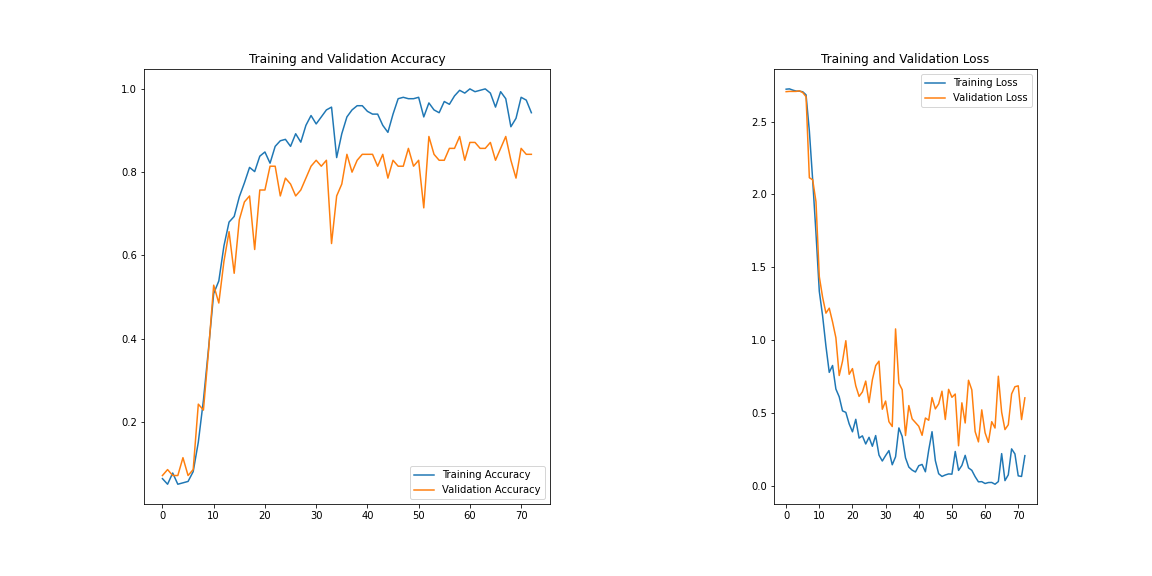 Training and Validation Accuracy
1.0
0.8
0.6
0.4
0.2
Training Accuracy
Validation Accuracy
0 10 20 30 40 50 60 70
Training and Validation Loss
Training Loss
Validation Loss
2.5
2.0
1.5
1.0
0.5
0.0
0 10 20 30 40 50 60 70